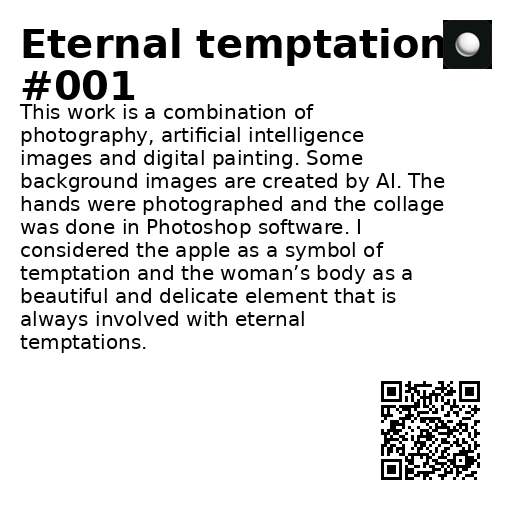 Eternal temptation
#001
This work is a combination of
photography, artificial intelligence
images and digital painting. Some
background images are created by AI. The
hands were photographed and the collage
was done in Photoshop software. I
considered the apple as a symbol of
temptation and the woman’s body as a
beautiful and delicate element that is
always involved with eternal
temptations.